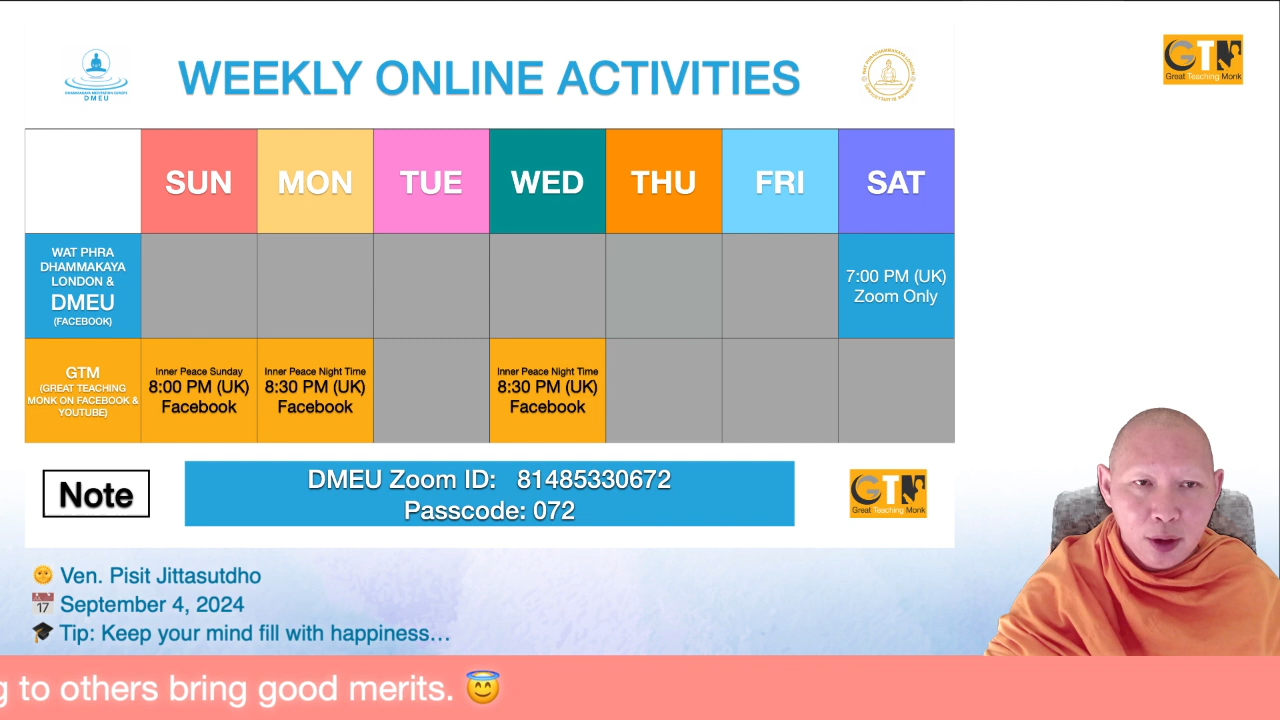 WEEKLY ONLINE ACTIVITIES
DMEU
GTM
Great Teaching Monk
SUN MON TUE WED THU FRI SAT
WAT PHRA
DHAMMAKAYA
LONDON &
DMEU
(FACEBOOK)
7:00 PM (UK)
Zoom Only
GTM
(GREAT TEACHING
MONK ON FACEBOOK &
YOUTUBE)
Inner Peace Sunday
8:00 PM (UK)
Facebook
Inner Peace Night Time
8:30 PM (UK)
Facebook
Inner Peace Night Time
8:30 PM (UK)
Facebook
Note
DMEU Zoom ID: 81485330672
Passcode: 072
GTM
Great Teaching Monk
Ven. Pisit Jittasutdho
17
September 4, 2024
Tip: Keep your mind fill with happiness...
g to others bring good merits.